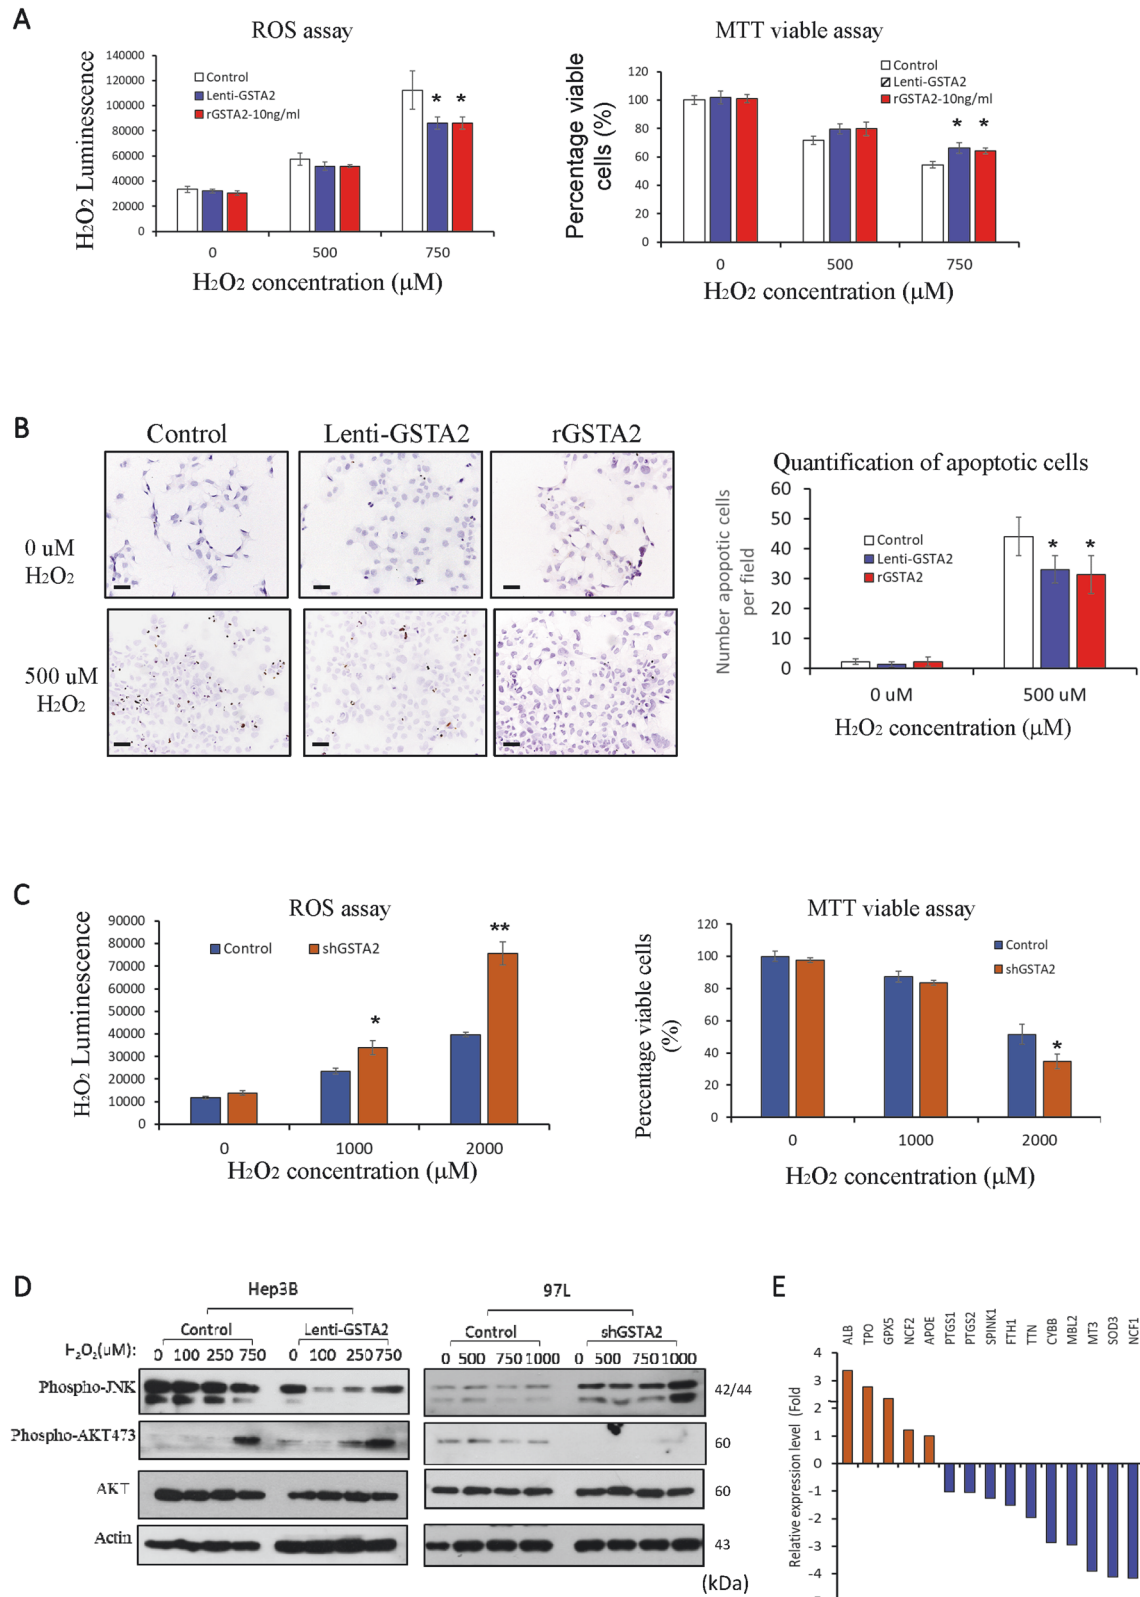 A
ROS assay
H2O2 Luminescence
140000
120000
100000
80000
60000
40000
20000
0
Control
Lenti-GSTA2
rGSTA2-10ng/ml
* *
0 500 750
H2O2 concentration (μM)
MTT viable assay
Percentage viable
cells (%)
120
100
80
60
40
20
0
Control
Lenti-GSTA2
rGSTA2-10ng/ml
* *
0 500 750
H2O2 concentration (μM)
B
Control Lenti-GSTA2 rGSTA2
0 uM
H2O2
500 uM
H2O2
Quantification of apoptotic cells
Number apopotic cells
per field
60
50
40
30
20
10
0
Control
Lenti-GSTA2
rGSTA2
* *
0 uM 500 uM
H2O2 concentration (μM)
C
ROS assay
H2O2 Luminescence
90000
80000
70000
60000
50000
40000
30000
20000
10000
0
Control shGSTA2
*
**
0 1000 2000
H2O2 concentration (μM)
MTT viable assay
Percentage viable cells
(%)
120
100
80
60
40
20
0
Control
shGSTA2
*
0 1000 2000
H2O2 concentration (μM)
D
Hep3B 97L
Control Lenti-GSTA2 Control shGSTA2
H2O2(uM): 0 100 250 750 0 100 250 750 0 500 750 1000 0 500 750 1000
Phospho-JNK 42/44
Phospho-AKT473 60
AKT 60
Actin 43
(kDa)
E
ALB TPO GPX5 NCF2 APOE PTGS1 PTGS2 SPINK1 FTH1 TTN CYBB MBL2 MT3 SOD3 NCF1
Relative expression level (Fold
4
3
2
1
0
-1
-2
-3
-4